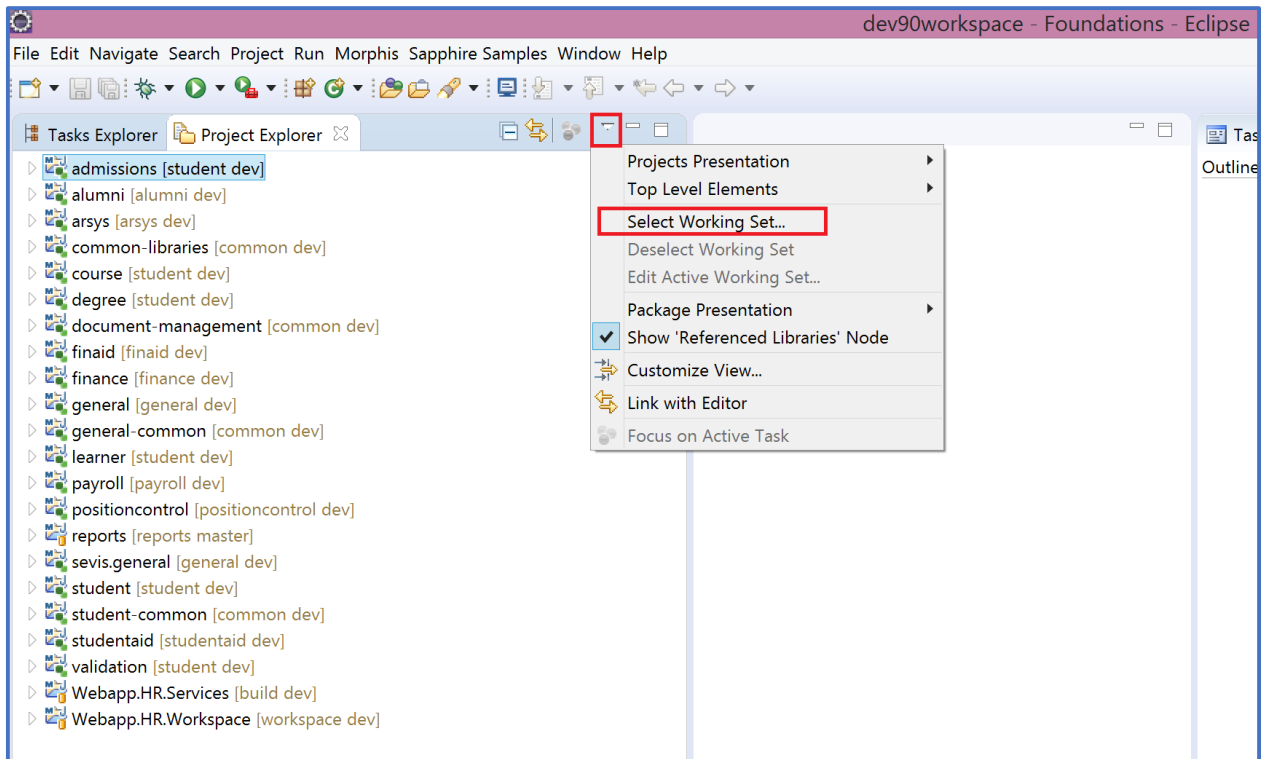 dev90workspace - Foundations - Eclipse
File Edit Navigate Search Project Run Morphis Sapphire Samples Window Help
Tasks Explorer Project Explorer
Tas
Outline
admissions [student dev]
alumni [alumni dev]
arsys [arsys dev]
common-libraries [common dev]
course [student dev]
degree [student dev]
document-management [common dev]
finaid [finaid dev]
finance [finance dev]
general [general dev]
general-common [common dev]
learner [student dev]
payroll [payroll dev]
positioncontrol [positioncontrol dev]
reports [reports master]
sevis.general [general dev]
student [student dev]
student-common [common dev]
studentaid [studentaid dev]
validation [student dev]
Webapp.HR.Services [build dev]
Webapp.HR.Workspace [workspace dev]
Projects Presentation
Top Level Elements
Select Working Set...
Deselect Working Set
Edit Active Working Set...
Package Presentation
Show 'Referenced Libraries' Node
Customize View...
Link with Editor
Focus on Active Task